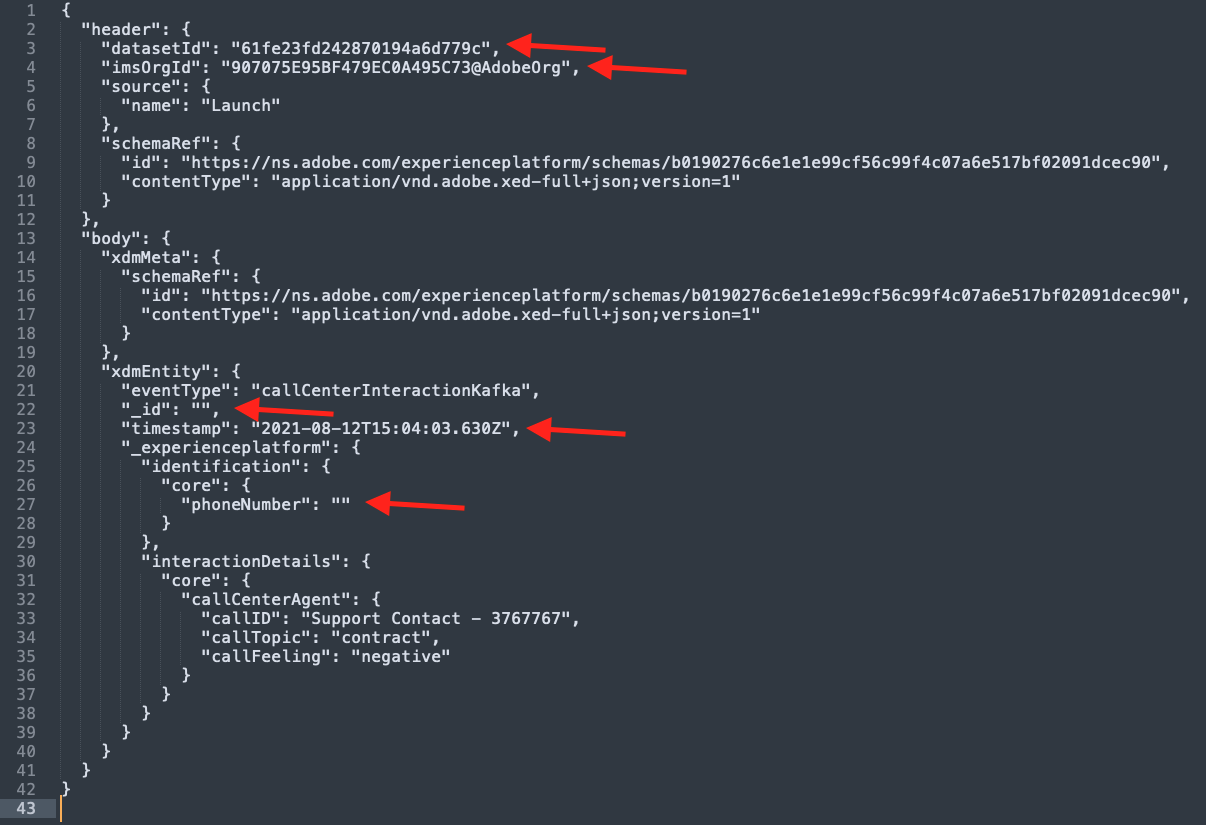 1 {
2   "header": {
3     "datasetId": "61fe23fd242870194a6d779c",
4     "imsOrgId": "907075E95BF479EC0A495C73@AdobeOrg",
5     "source": {
6       "name": "Launch"
7     },
8     "schemaRef": {
9       "id": "https://ns.adobe.com/experienceplatform/schemas/b0190276c6e1e1e99cf56c99f4c07a6e517bf02091dcec90",
10       "contentType": "application/vnd.adobe.xed-full+json;version=1"
11     }
12   },
13   "body": {
14     "xdmMeta": {
15       "schemaRef": {
16         "id": "https://ns.adobe.com/experienceplatform/schemas/b0190276c6e1e1e99cf56c99f4c07a6e517bf02091dcec90",
17         "contentType": "application/vnd.adobe.xed-full+json;version=1"
18       }
19     },
20     "xdmEntity": {
21       "eventType": "callCenterInteractionKafka",
22       "_id": "",
23       "timestamp": "2021-08-12T15:04:03.630Z",
24       "_experienceplatform": {
25         "identification": {
26           "core": {
27             "phoneNumber": ""
28           }
29         },
30         "interactionDetails": {
31           "core": {
32             "callCenterAgent": {
33               "callID": "Support Contact - 3767767",
34               "callTopic": "contract",
35               "callFeeling": "negative"
36             }
37           }
38         }
39       }
40     }
41   }
42 }
43